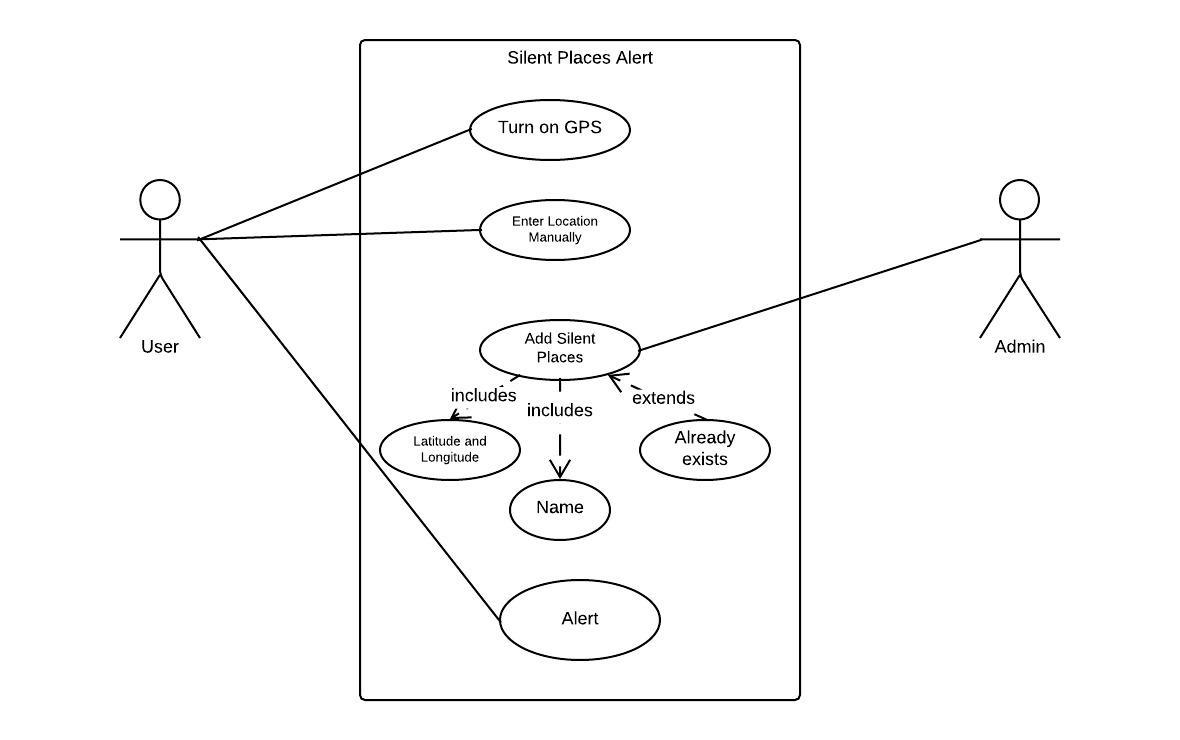 Silent Places Alert
Turn on GPS
Enter Location
Manually
User
Admin
Add Silent
Places
includes
includes
extends
Latitude and
Longitude
Already
exists
Name
Alert